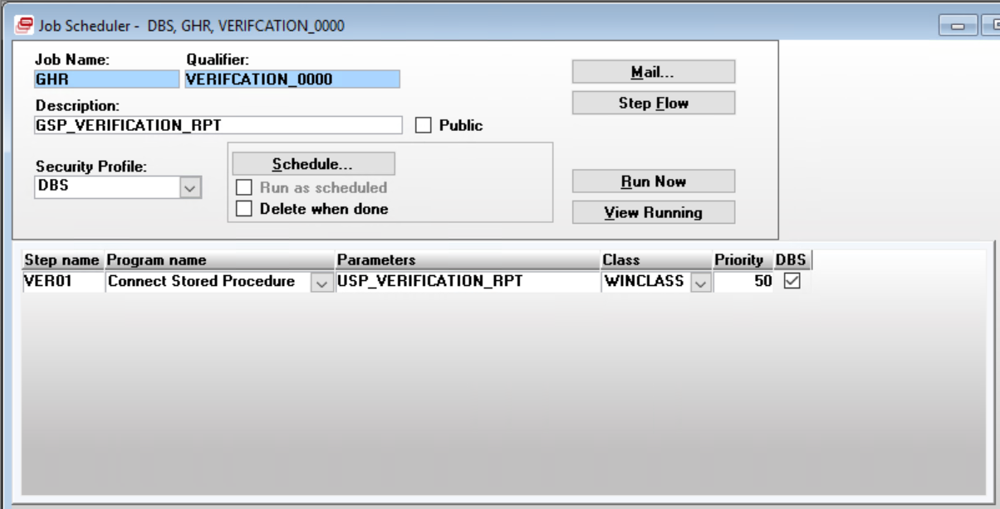 Job Scheduler - DBS, GHR, VERIFCATION_0000
Job Name: Qualifier:
GHR VERIFCATION_0000
Mail...
Description:
Step Flow
GSP_VERIFICATION_RPT Public
Security Profile:
DBS
Schedule...
Run as scheduled
Delete when done
Run Now
View Running
Step name Program name Parameters Class Priority DBS
VER01 Connect Stored Procedure USP_VERIFICATION_RPT WINCLASS 50